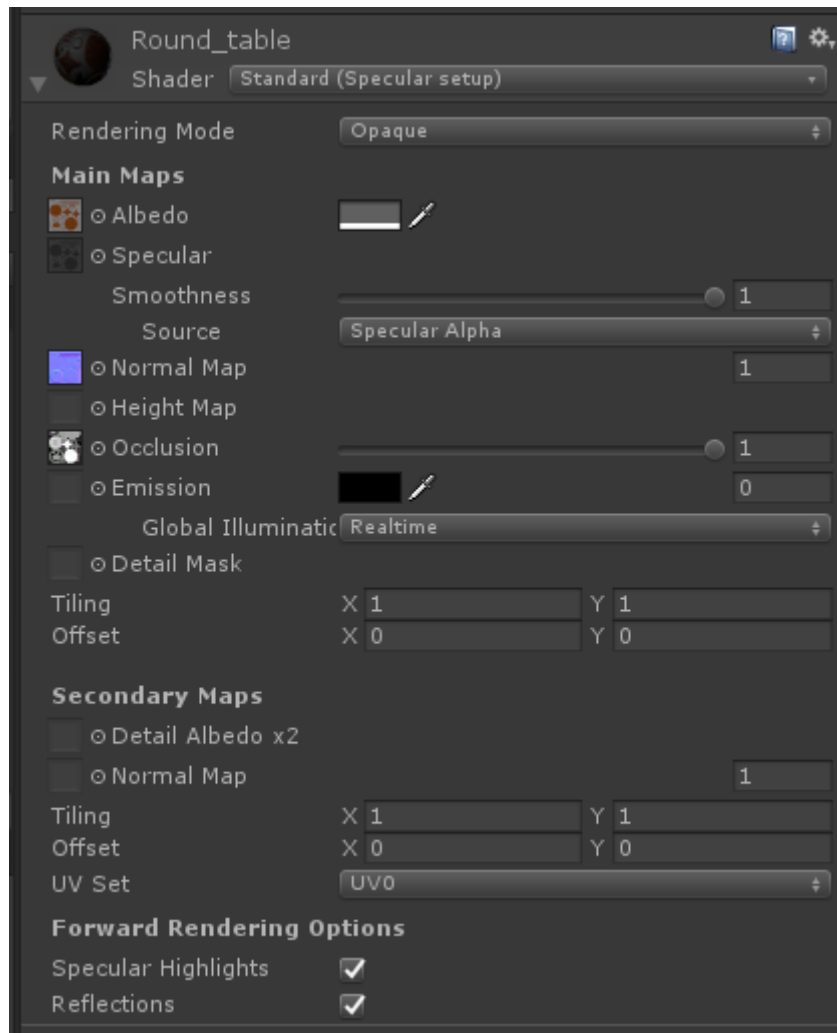 Round_table
Shader Standard (Specular setup)
Rendering Mode Opaque
Main Maps
Albedo
Specular
Smoothness 1
Source Specular Alpha
Normal Map 1
Height Map
Occlusion 1
Emission 0
Global Illuminatic Realtime
Detail Mask
Tiling X 1 Y 1
Offset X 0 Y 0
Secondary Maps
Detail Albedo x2
Normal Map 1
Tiling X 1 Y 1
Offset X 0 Y 0
UV Set UV0
Forward Rendering Options
Specular Highlights
Reflections